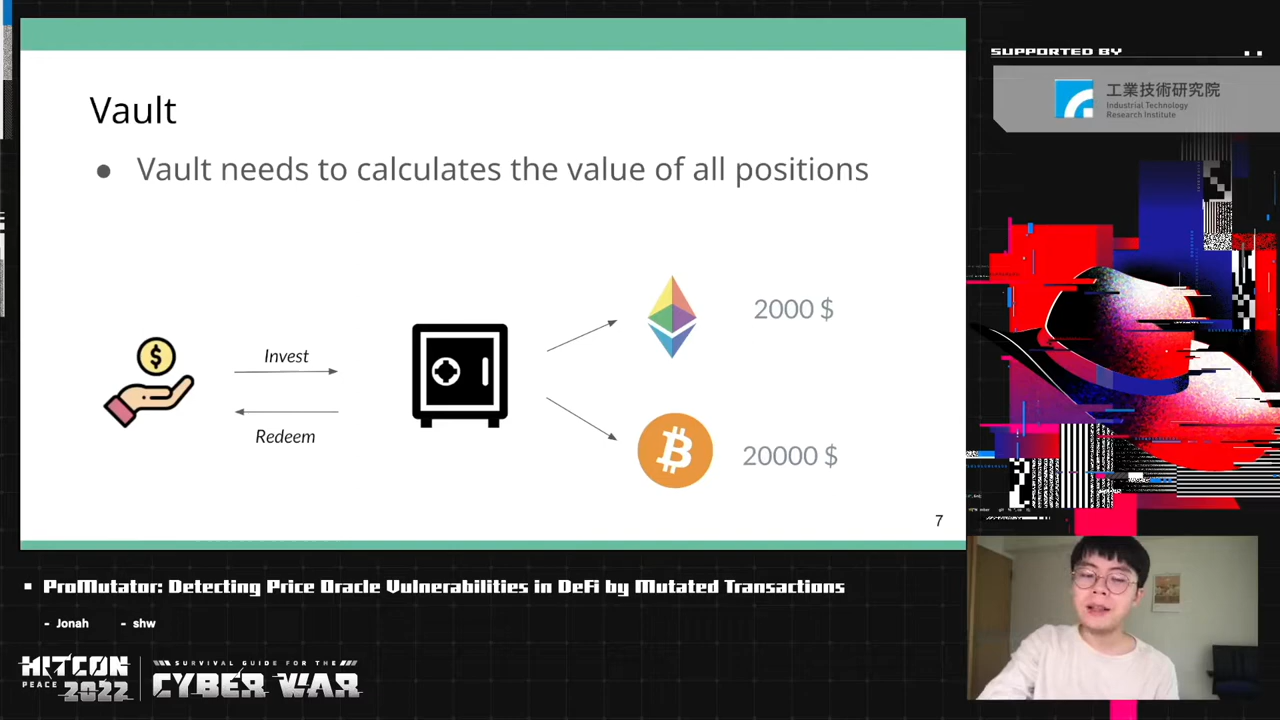 SUPPORTED BY
工業技術研究院
Industrial Technology
Research Institute
Vault
● Vault needs to calculates the value of all positions
$
Invest
Redeem
2000 $
20000 $
7
ProMutator: Detecting Price Oracle Vulnerabilities in DeFi by Mutated Transactions
- Jonah - shw
HITCON
PEACE 2022
SURVIVAL GUIDE FOR THE
CYBER WAR